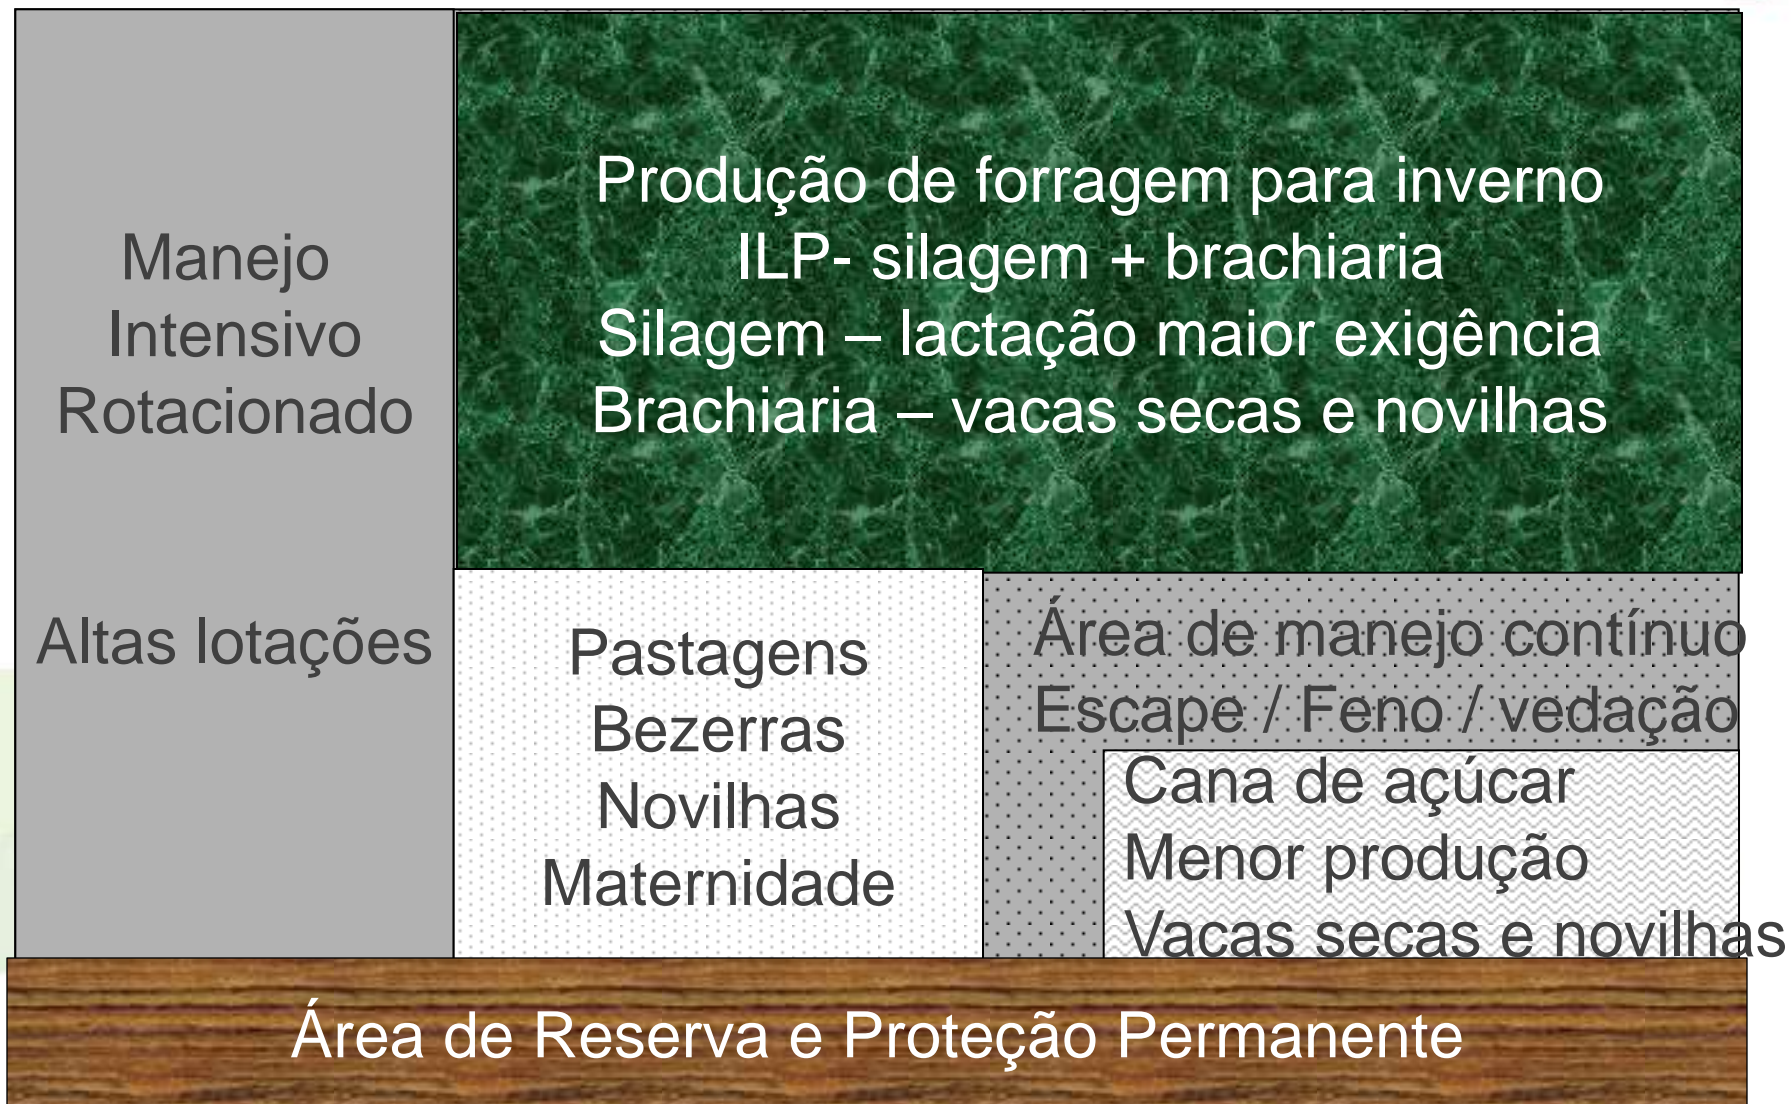 Manejo
Intensivo
Rotacionado
Altas lotações
Produção de forragem para inverno
ILP- silagem + brachiaria
Silagem – lactação maior exigência
Brachiaria – vacas secas e novilhas
Pastagens
Bezerras
Novilhas
Maternidade
Área de manejo contínuo
Escape / Feno / vedação
Cana de açúcar
Menor produção
Vacas secas e novilhas
Área de Reserva e Proteção Permanente